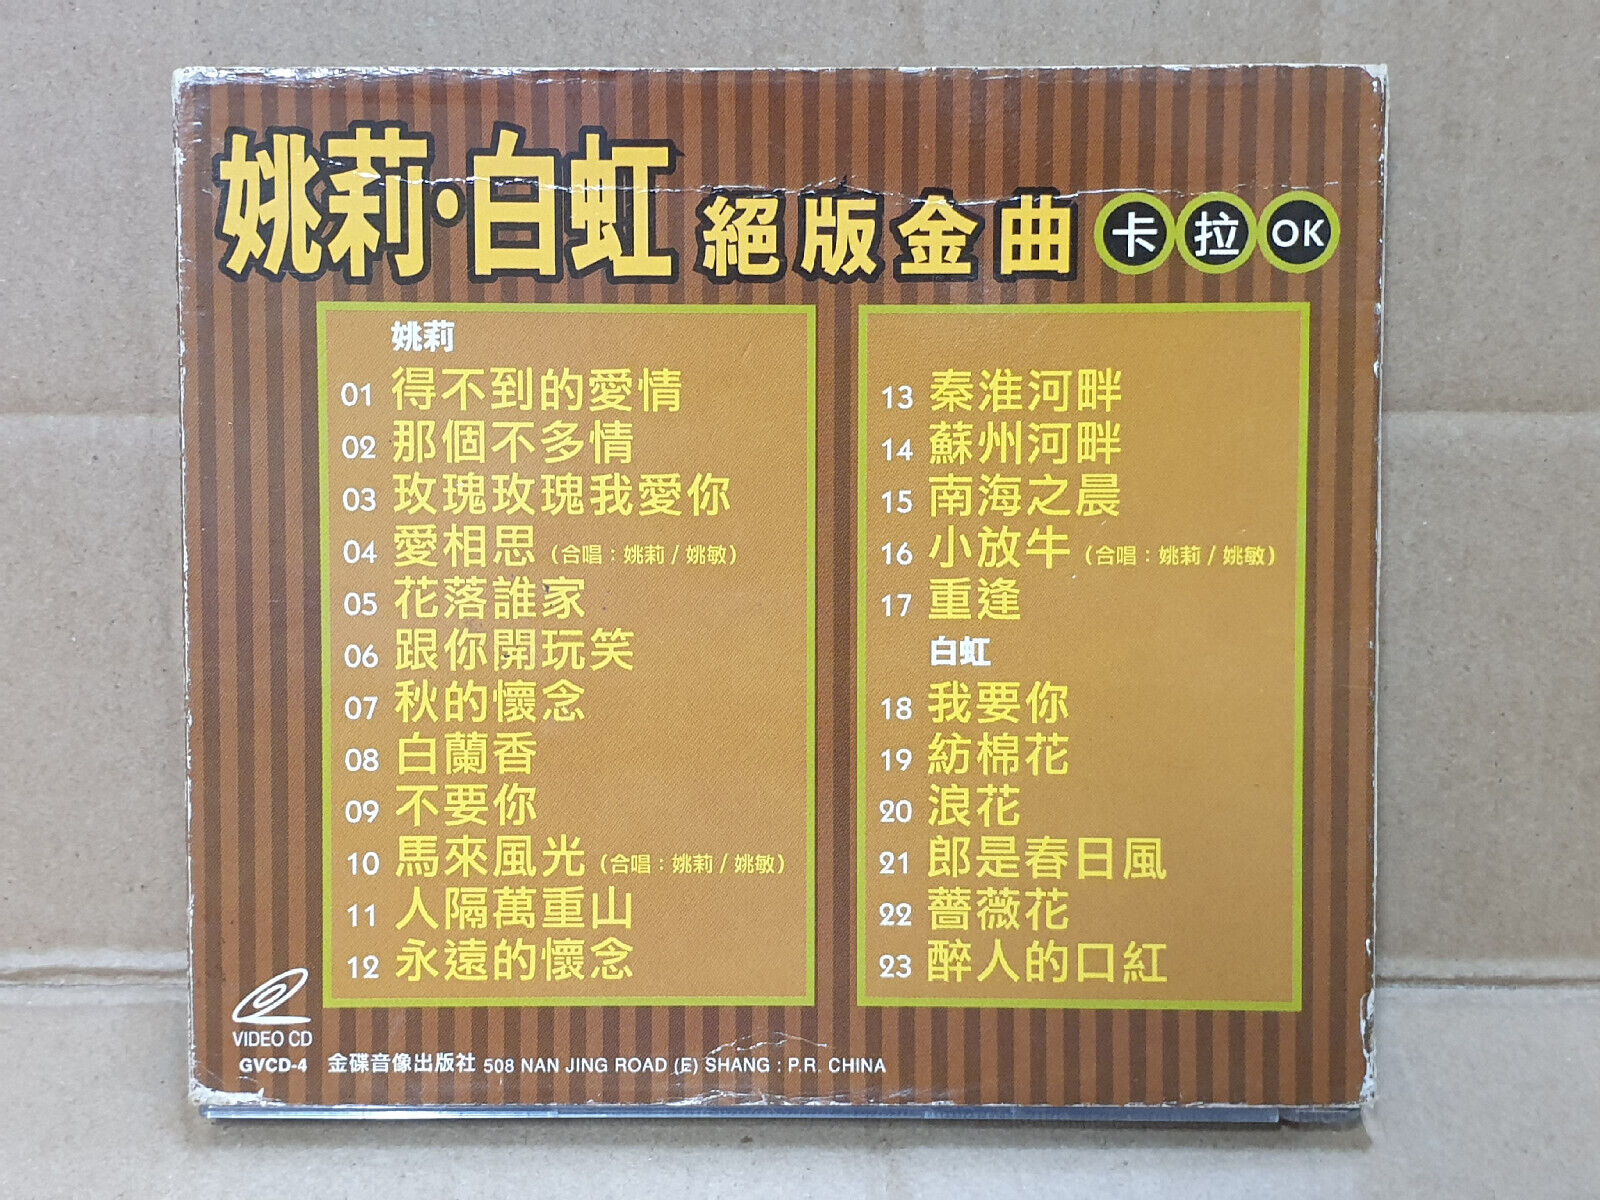 姚莉·白虹 絕版金曲 卡拉OK
姚莉
01 得不到的愛情
02 那個不多情
03 玫瑰玫瑰我愛你
04 愛相思 (合唱：姚莉/姚敏)
05 花落誰家
06 跟你開玩笑
07 秋的懷念
08 白蘭香
09 不要你
10 馬來風光 (合唱：姚莉/姚敏)
11 人隔萬重山
12 永遠的懷念
13 秦淮河畔
14 蘇州河畔
15 南海之晨
16 小放牛 (合唱：姚莉/姚敏)
17 重逢
白虹
18 我要你
19 紡棉花
20 浪花
21 郎是春日風
22 薔薇花
23 醉人的口紅
VIDEO CD
GVCD-4 金碟音像出版社 508 NAN JING ROAD (E) SHANG : P.R. CHINA